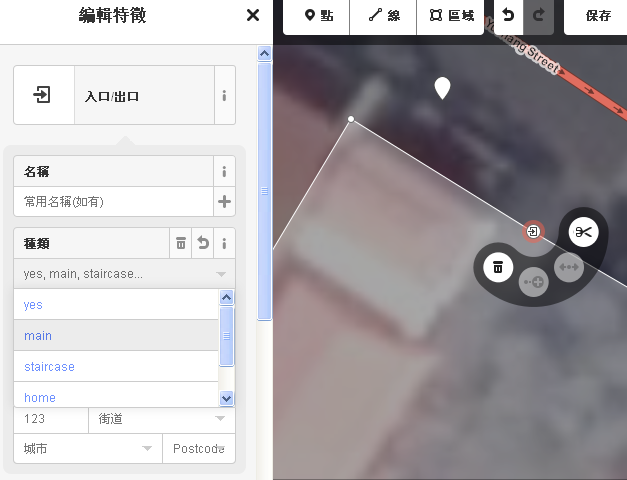 編輯特徵
點
線
區域
保存
入口/出口
名稱
常用名稱(如有)
種類
yes, main, staircase...
yes
main
staircase
home
123
街道
城市
Postcode
Street